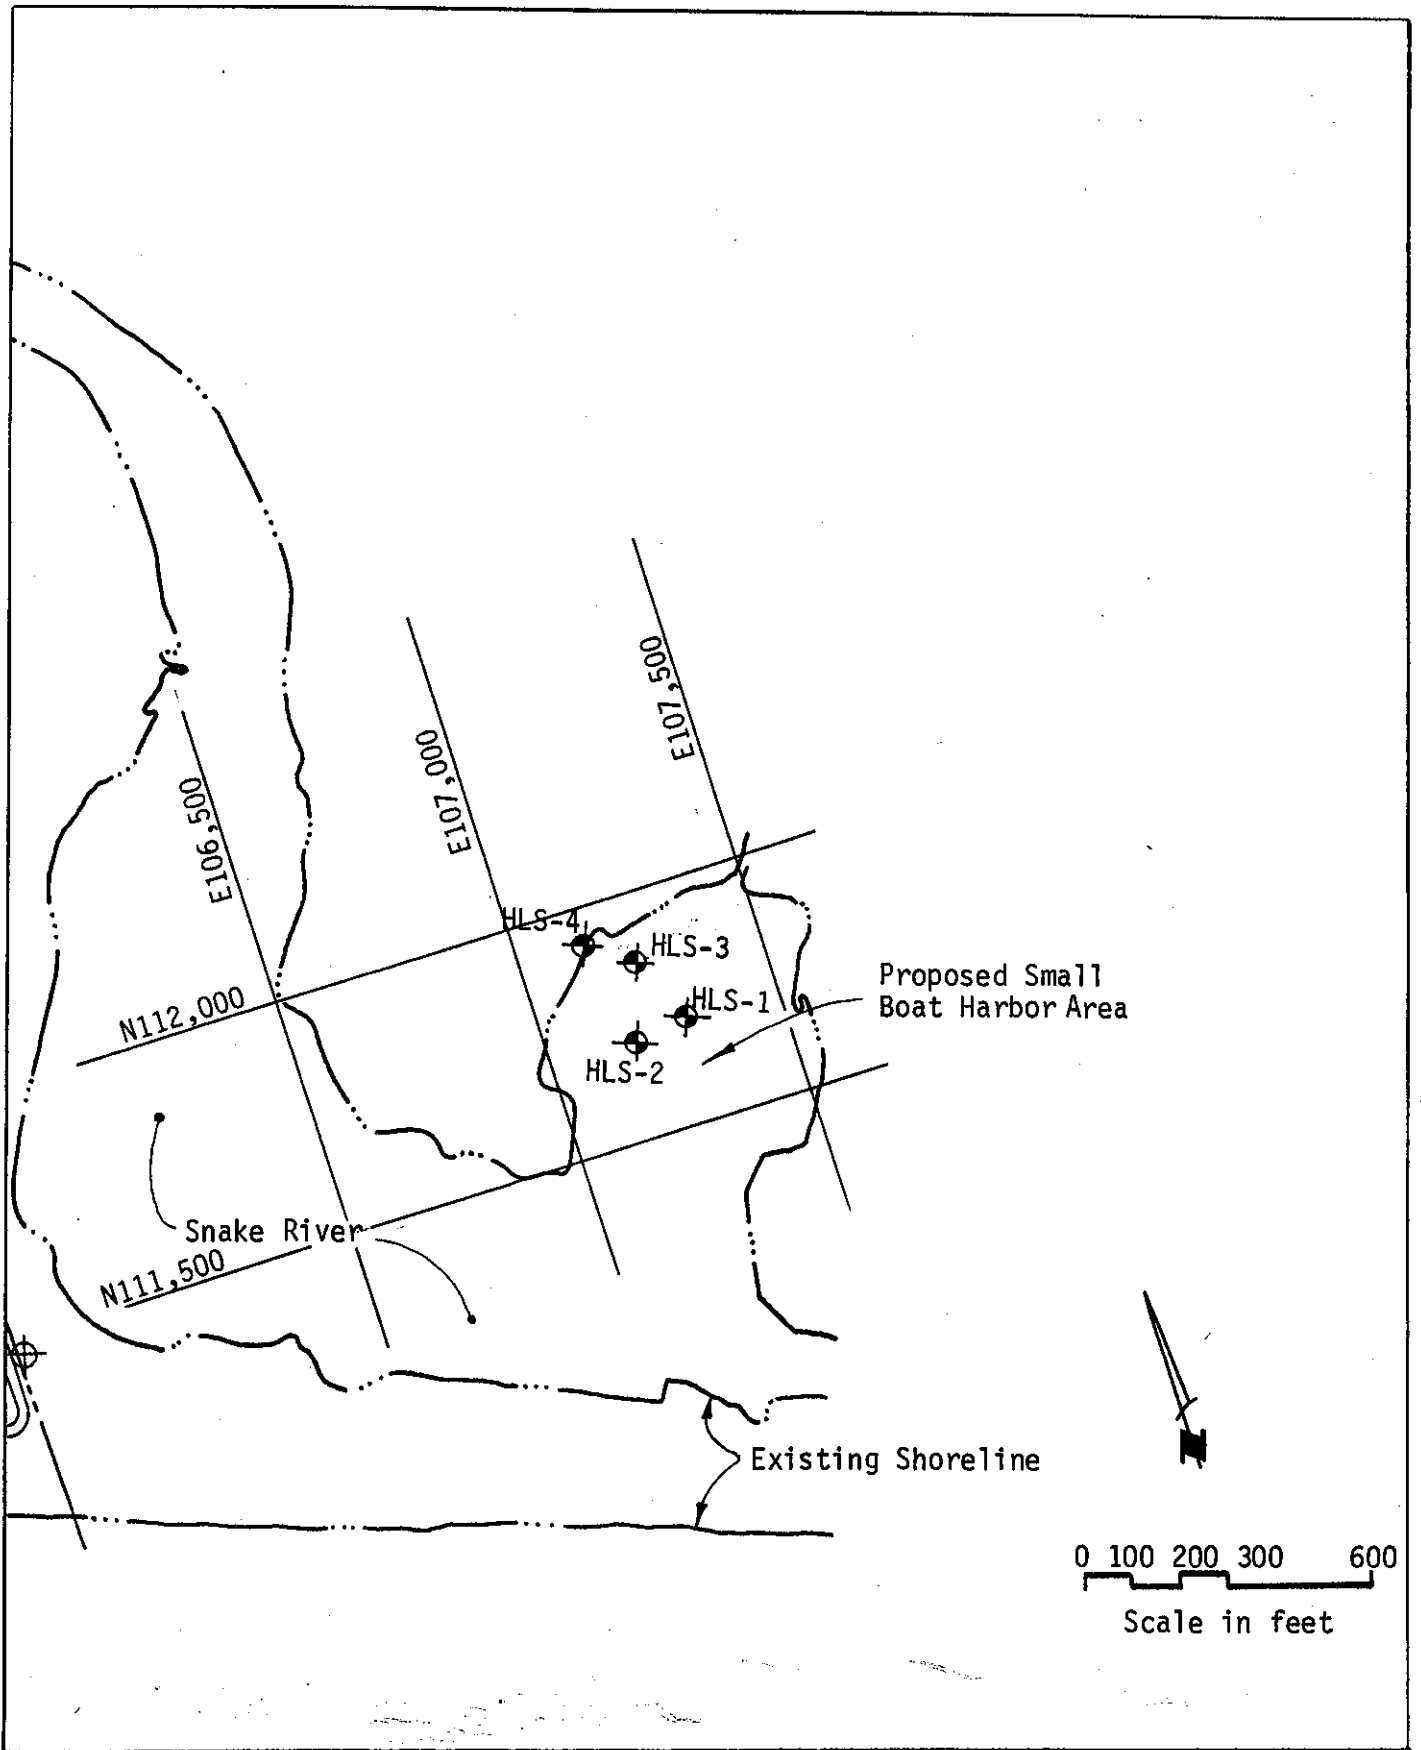 E107,500
E107,000
E106,500
HLS-4
HLS-3
Proposed Small
Boat Harbor Area
HLS-1
N112,000
HLS-2
Snake River
N111,500
N
Existing Shoreline
0 100 200 300 600
Scale in feet